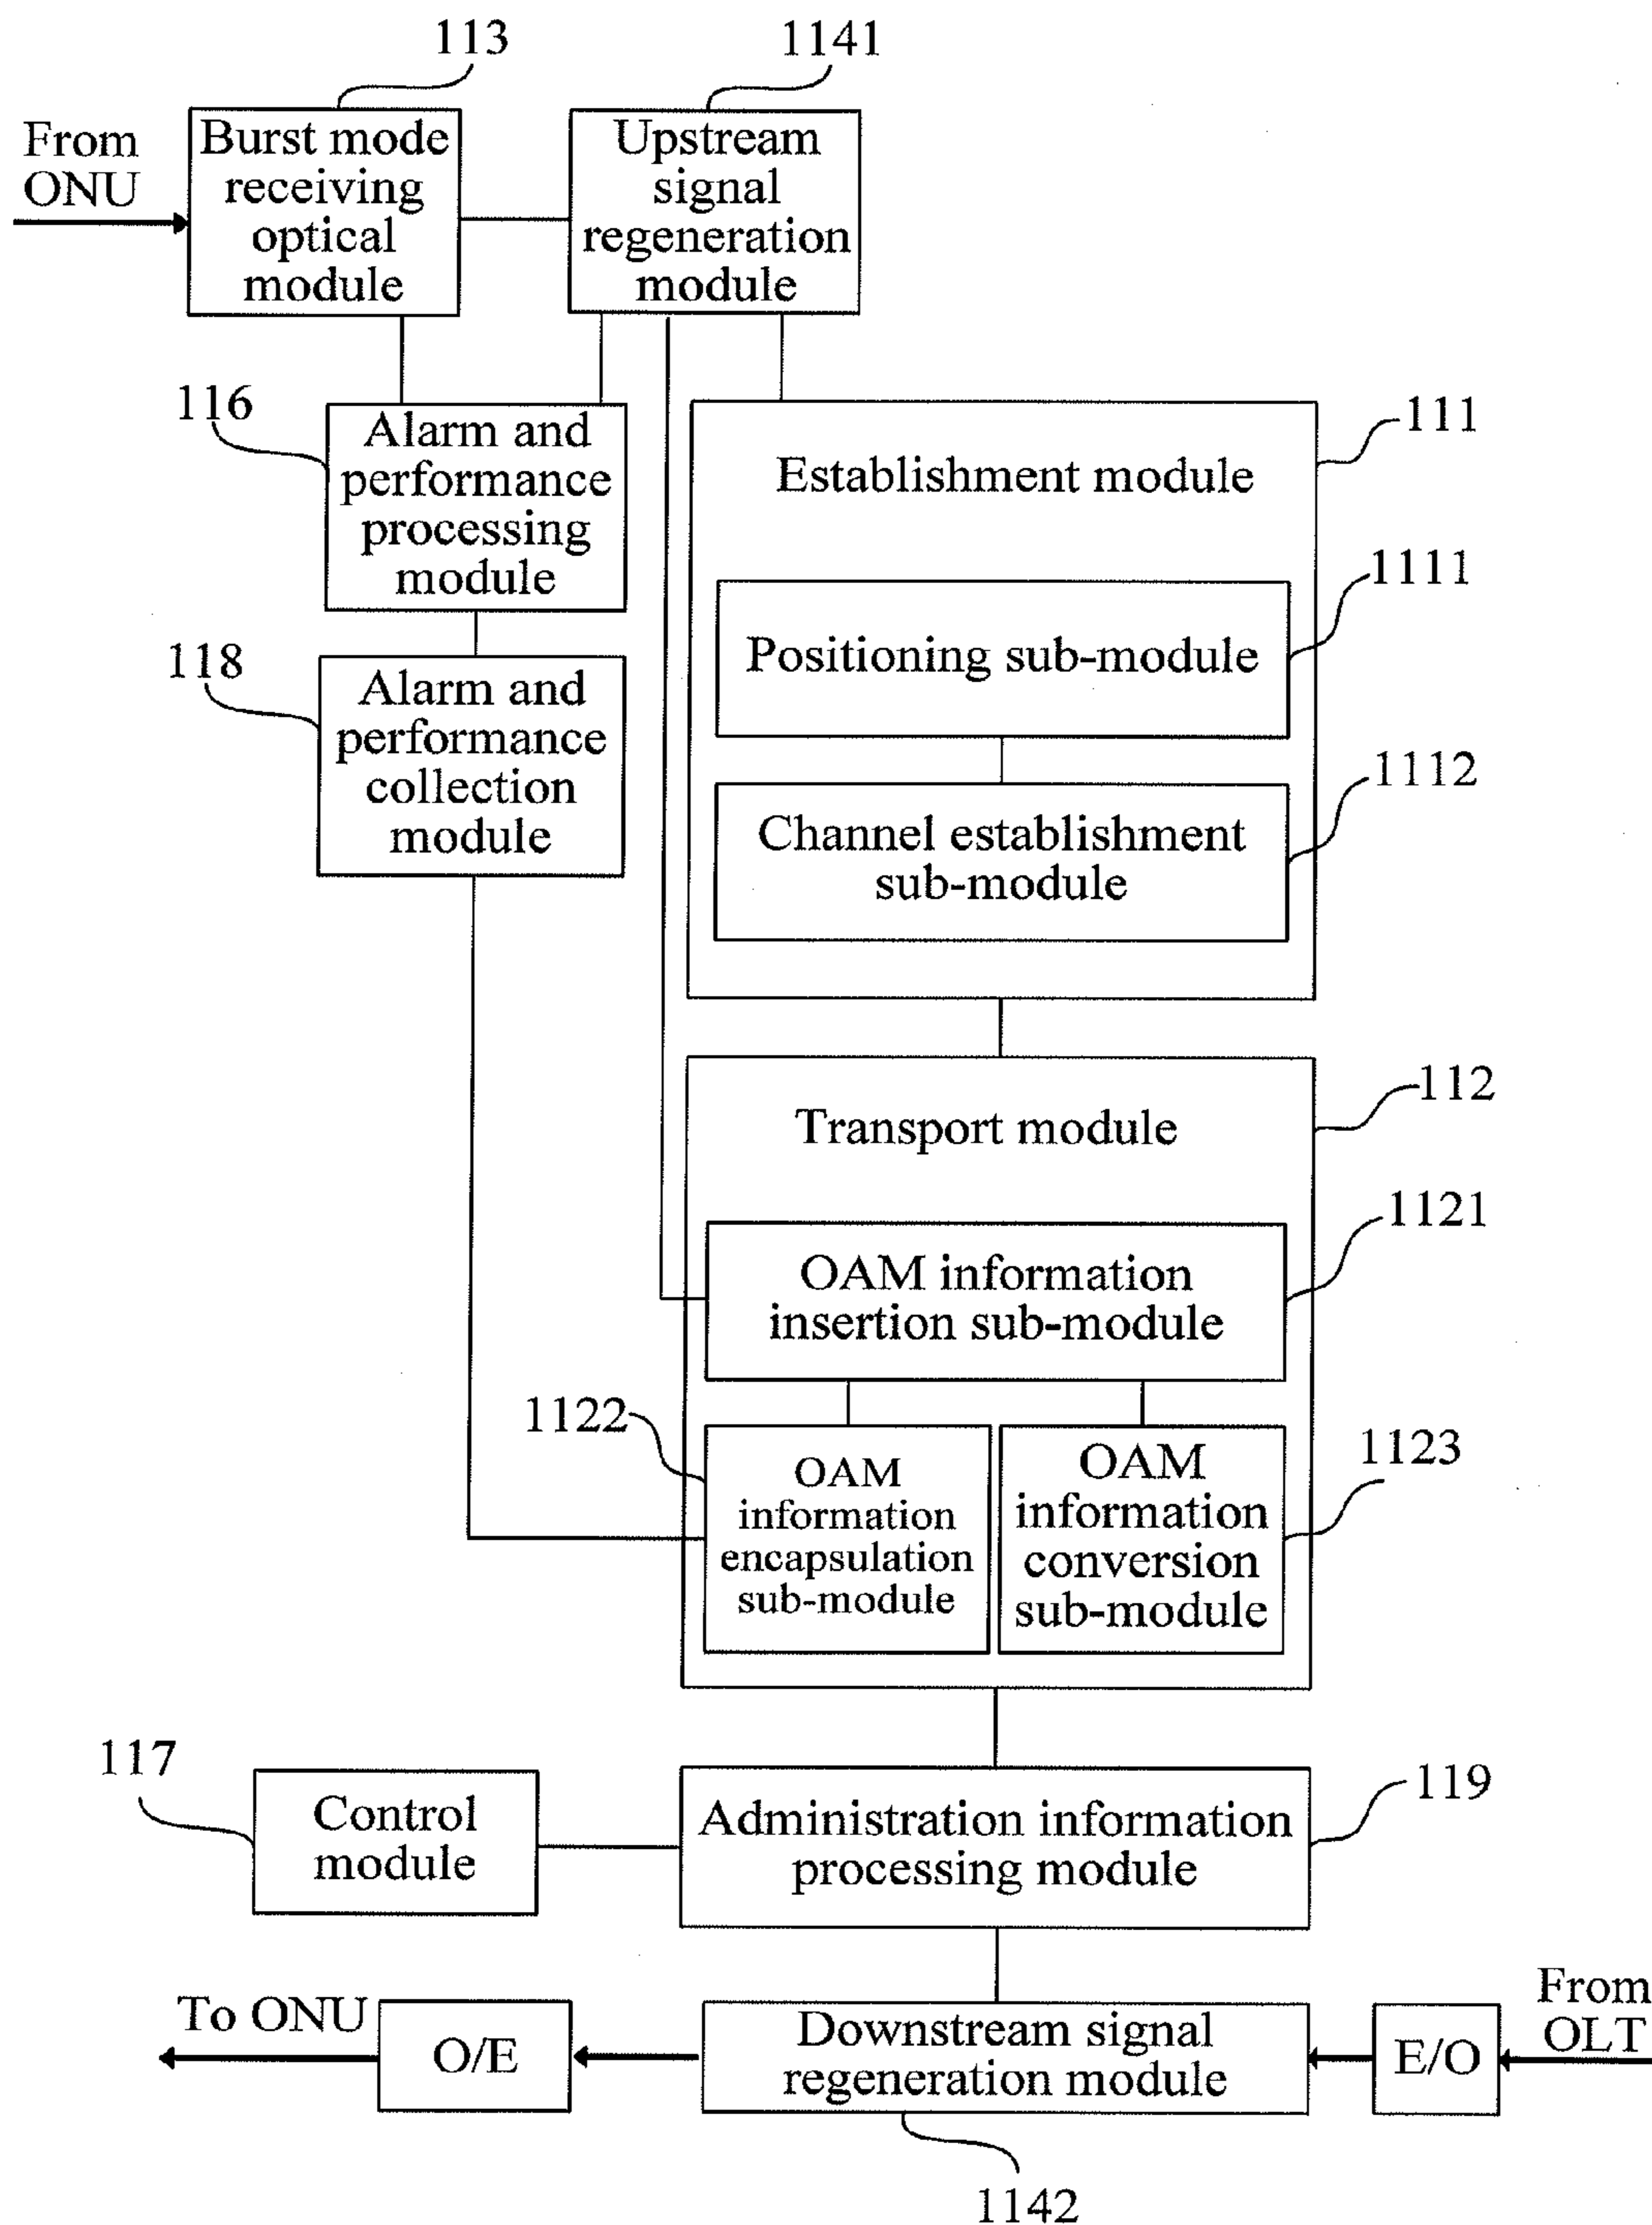 113
1141
From
ONU
Burst mode
receiving
optical
module
Upstream
signal
regeneration
module
116
Alarm and
performance
processing
module
111
Establishment module
1111
Positioning sub-module
118
Alarm and
performance
collection
module
1112
Channel establishment
sub-module
112
Transport module
1121
OAM information
insertion sub-module
1122
OAM
information
encapsulation
sub-module
1123
OAM
information
conversion
sub-module
117
Control
module
119
Administration information
processing module
To ONU
O/E
Downstream signal
regeneration module
E/O
From
OLT
1142